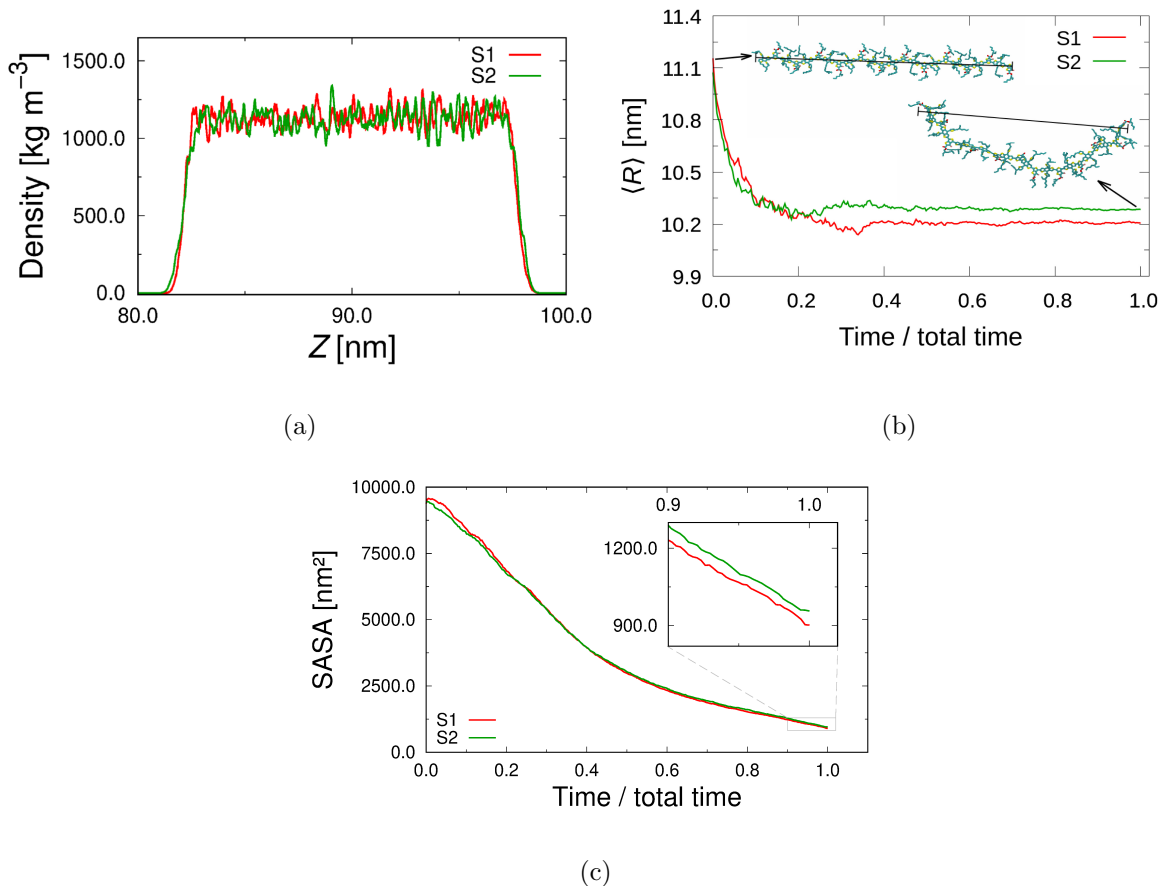 1500.0
1000.0
500.0
0.0
Density [kg m⁻³]
S1
S2
80.0 90.0 100.0
Z [nm]
(a)
11.4
11.1
10.8
10.5
10.2
9.9
⟨R⟩ [nm]
S1
S2
0.0 0.2 0.4 0.6 0.8 1.0
Time / total time
(b)
10000.0
7500.0
5000.0
2500.0
0.0
SASA [nm²]
0.9 1.0
1200.0
900.0
S1
S2
0.0 0.2 0.4 0.6 0.8 1.0
Time / total time
(c)